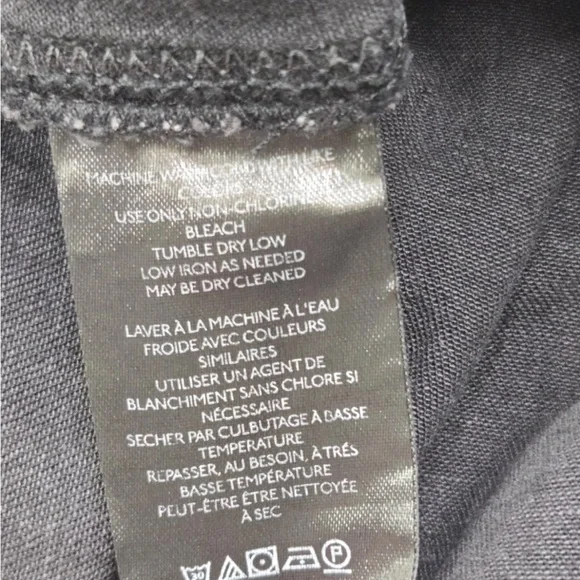 MACHINE WASH COLD WITH LIKE
COLORS
USE ONLY NON-CHLORINE
BLEACH
TUMBLE DRY LOW
LOW IRON AS NEEDED
MAY BE DRY CLEANED
LAVER À LA MACHINE À L'EAU
FROIDE AVEC COULEURS
SIMILAIRES
UTILISER UN AGENT DE
BLANCHIMENT SANS CHLORE SI
NÉCESSAIRE
SECHER PAR CULBUTAGE À BASSE
TEMPERATURE
REPASSER, AU BESOIN, À TRÉS
BASSE TEMPÉRATURE
PEUT-ÊTRE ÊTRE NETTOYÉE
À SEC
30 P